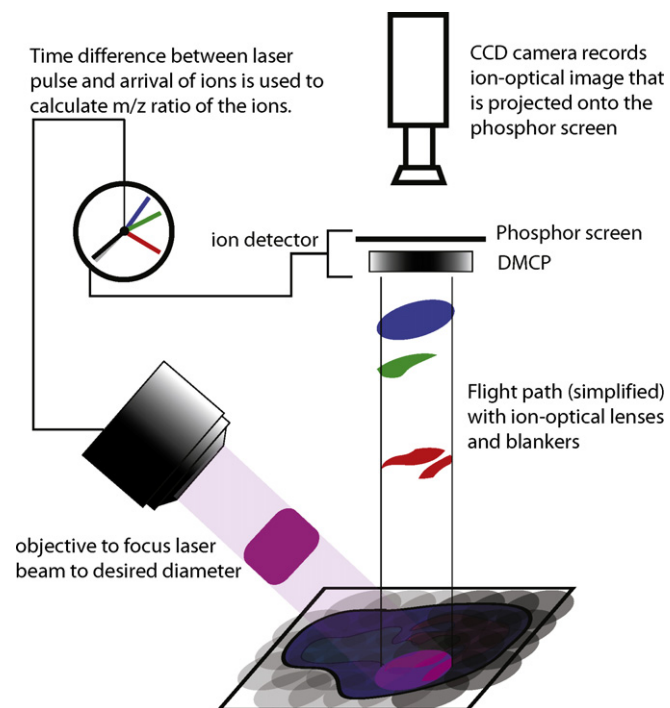 Time difference between laser
pulse and arrival of ions is used to
calculate m/z ratio of the ions.
CCD camera records
ion-optical image that
is projected onto the
phosphor screen
ion detector
Phosphor screen
DMCP
Flight path (simplified)
with ion-optical lenses
and blankers
objective to focus laser
beam to desired diameter